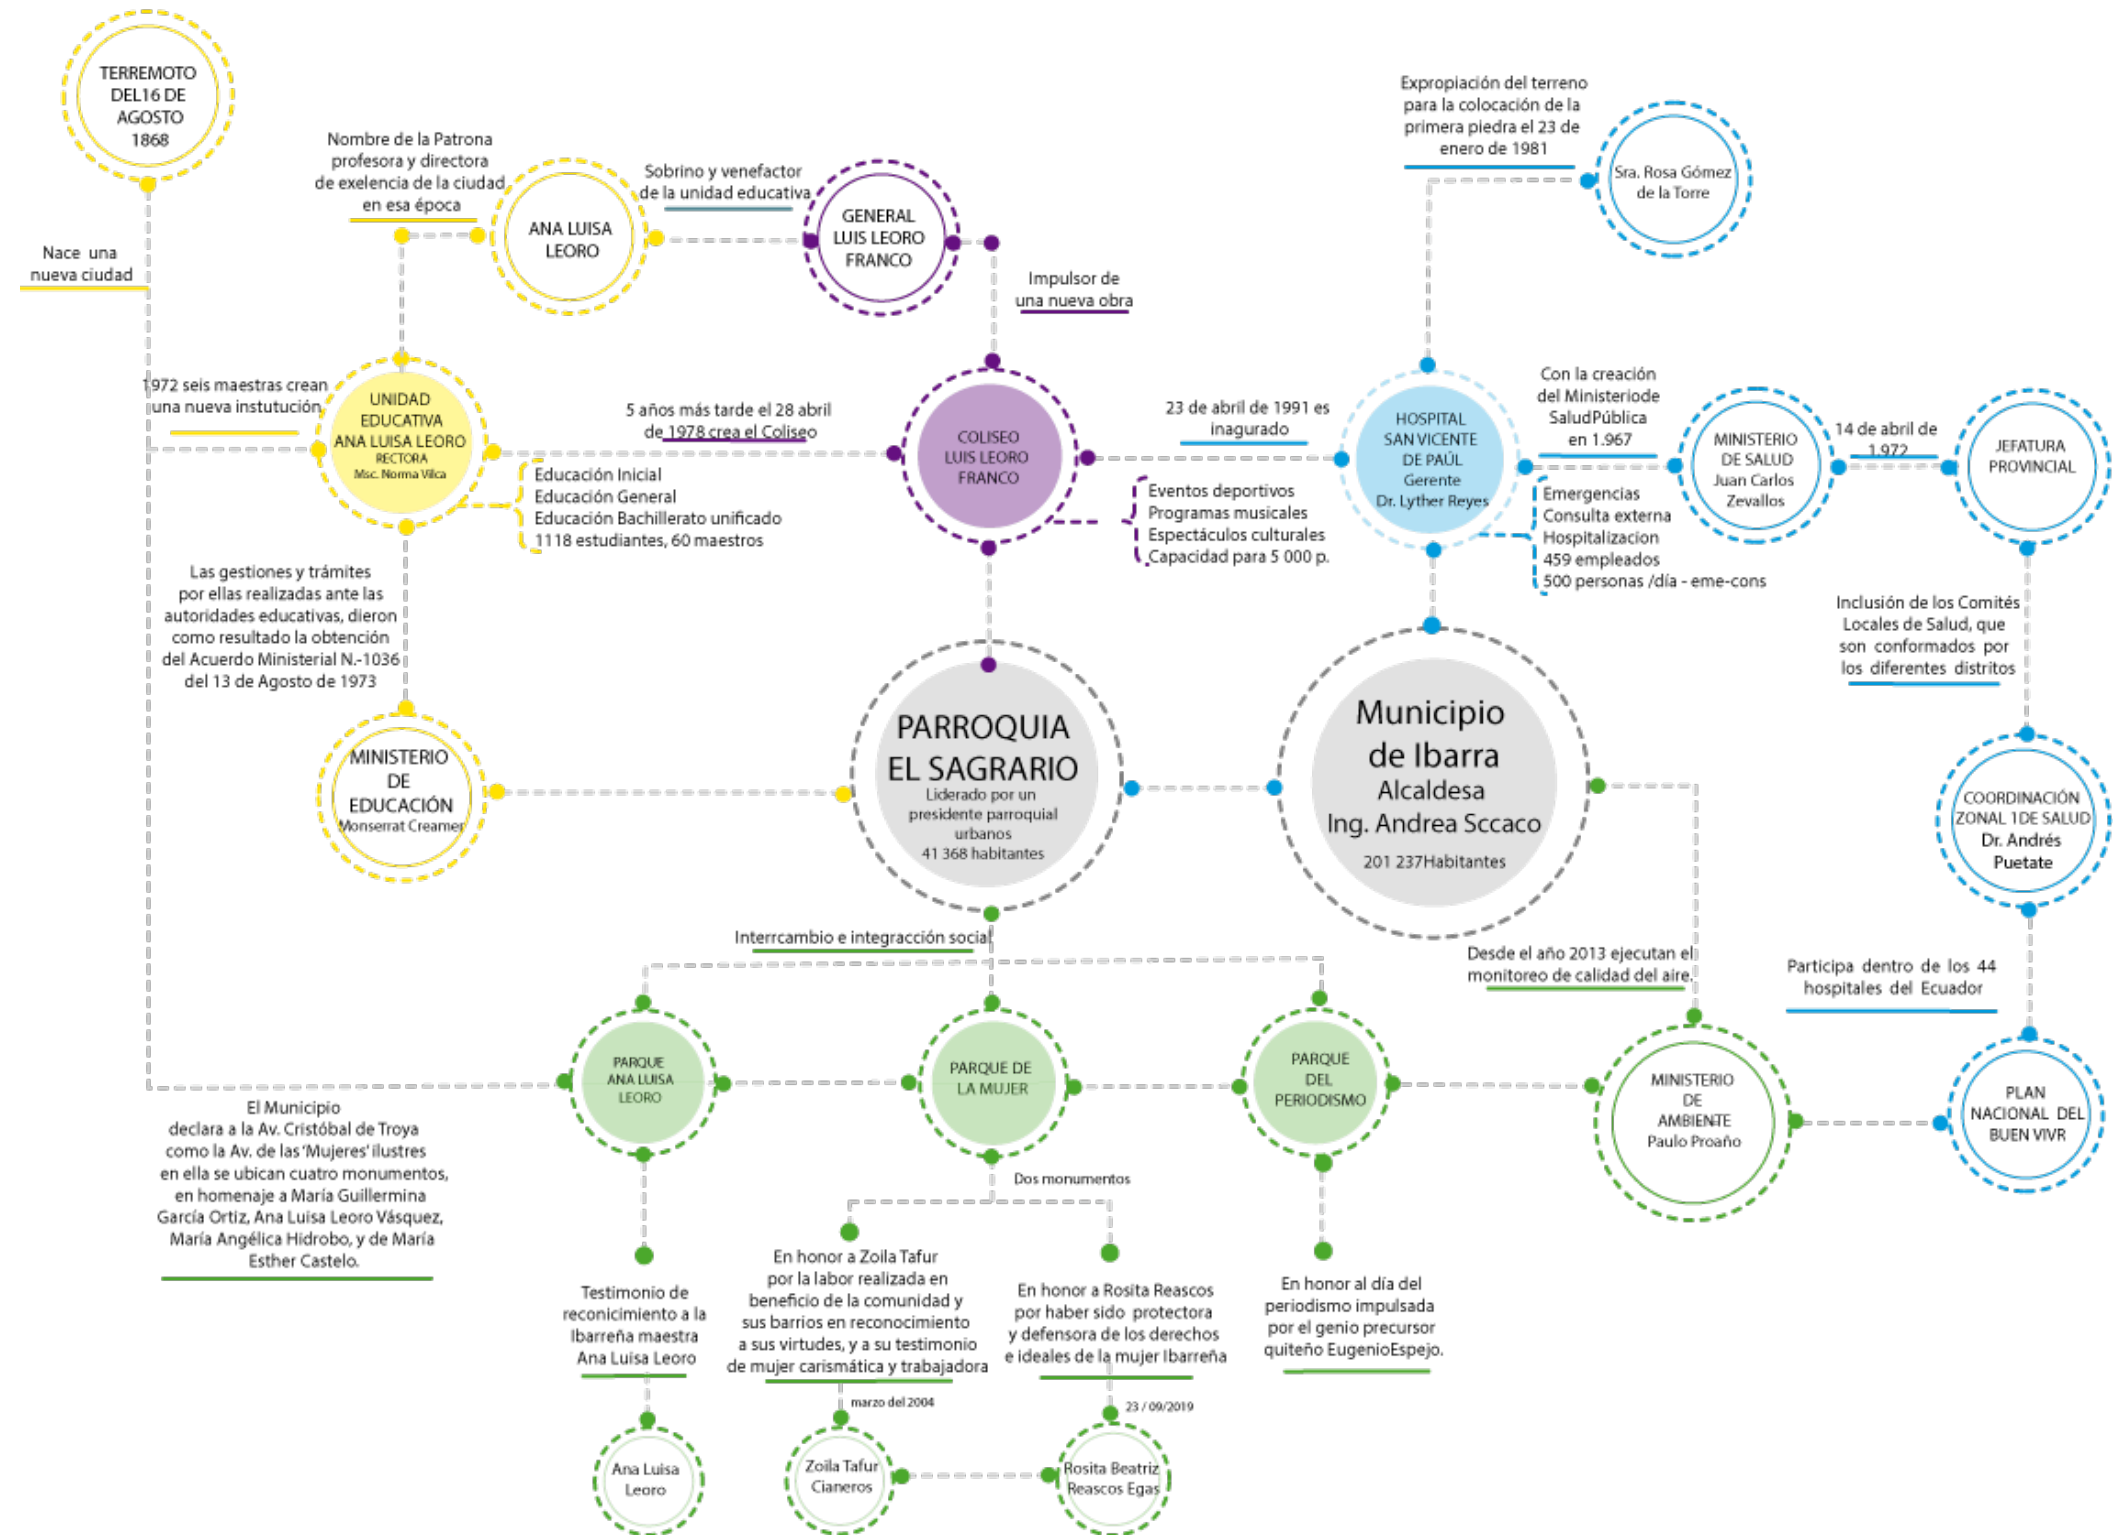 TERREMOTO
DEL16 DE
AGOSTO
1868
Nace una
nueva ciudad
Nombre de la Patrona
profesora y directora
de exelencia de la ciudad
en esa época
ANA LUISA
LEORO
Sobrino y venefactor
de la unidad educativa
GENERAL
LUIS LEORO
FRANCO
Impulsor de
una nueva obra
Expropiación del terreno
para la colocación de la
primera piedra el 23 de
enero de 1981
Sra. Rosa Gómez
de la Torre
1972 seis maestras crean
una nueva instutución
UNIDAD
EDUCATIVA
ANA LUISA LEORO
RECTORA
Msc. Norma Vilca
5 años más tarde el 28 abril
de 1978 crea el Coliseo
Educación Inicial
Educación General
Educación Bachillerato unificado
1118 estudiantes, 60 maestros
COLISEO
LUIS LEORO
FRANCO
23 de abril de 1991 es
inagurado
Eventos deportivos
Programas musicales
Espectáculos culturales
Capacidad para 5 000 p.
HOSPITAL
SAN VICENTE
DE PAÚL
Gerente
Dr. Lyther Reyes
Con la creación
del Ministeriode
SaludPública
en 1.967
Emergencias
Consulta externa
Hospitalizacion
459 empleados
500 personas /día - eme-cons
MINISTERIO
DE SALUD
Juan Carlos
Zevallos
14 de abril de
1.972
JEFATURA
PROVINCIAL
Las gestiones y trámites
por ellas realizadas ante las
autoridades educativas, dieron
como resultado la obtención
del Acuerdo Ministerial N.-1036
del 13 de Agosto de 1973
Inclusión de los Comités
Locales de Salud, que
son conformados por
los diferentes distritos
MINISTERIO
DE
EDUCACIÓN
Monserrat Creamer
PARROQUIA
EL SAGRARIO
Liderado por un
presidente parroquial
urbanos
41 368 habitantes
Municipio
de Ibarra
Alcaldesa
Ing. Andrea Sccaco
201 237Habitantes
COORDINACIÓN
ZONAL 1DE SALUD
Dr. Andrés
Puetate
Interrcambio e integracción social
Desde el año 2013 ejecutan el
monitoreo de calidad del aire.
Participa dentro de los 44
hospitales del Ecuador
PARQUE
ANA LUISA
LEORO
PARQUE DE
LA MUJER
PARQUE
DEL
PERIODISMO
MINISTERIO
DE
AMBIENTE
Paulo Proaño
PLAN
NACIONAL DEL
BUEN VIVR
El Municipio
declara a la Av. Cristóbal de Troya
como la Av. de las 'Mujeres' ilustres
en ella se ubican cuatro monumentos,
en homenaje a María Guillermina
García Ortiz, Ana Luisa Leoro Vásquez,
María Angélica Hidrobo, y de María
Esther Castelo.
Dos monumentos
Testimonio de
reconicimiento a la
Ibarreña maestra
Ana Luisa Leoro
En honor a Zoila Tafur
por la labor realizada en
beneficio de la comunidad y
sus barrios en reconocimiento
a sus virtudes, y a su testimonio
de mujer carismática y trabajadora
marzo del 2004
En honor a Rosita Reascos
por haber sido protectora
y defensora de los derechos
e ideales de la mujer Ibarreña
23 / 09/2019
En honor al día del
periodismo impulsada
por el genio precursor
quiteño EugenioEspejo.
Ana Luisa
Leoro
Zoila Tafur
Cianeros
Rosita Beatriz
Reascos Egas